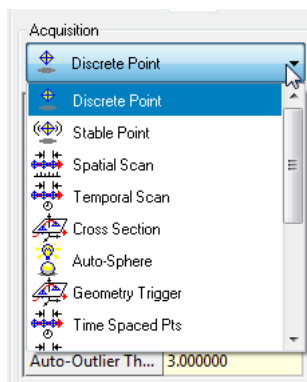 Acquisition
Discrete Point
Discrete Point
Stable Point
Spatial Scan
Temporal Scan
Cross Section
Auto-Sphere
Geometry Trigger
Time Spaced Pts
Auto-Outlier Th... 3.000000